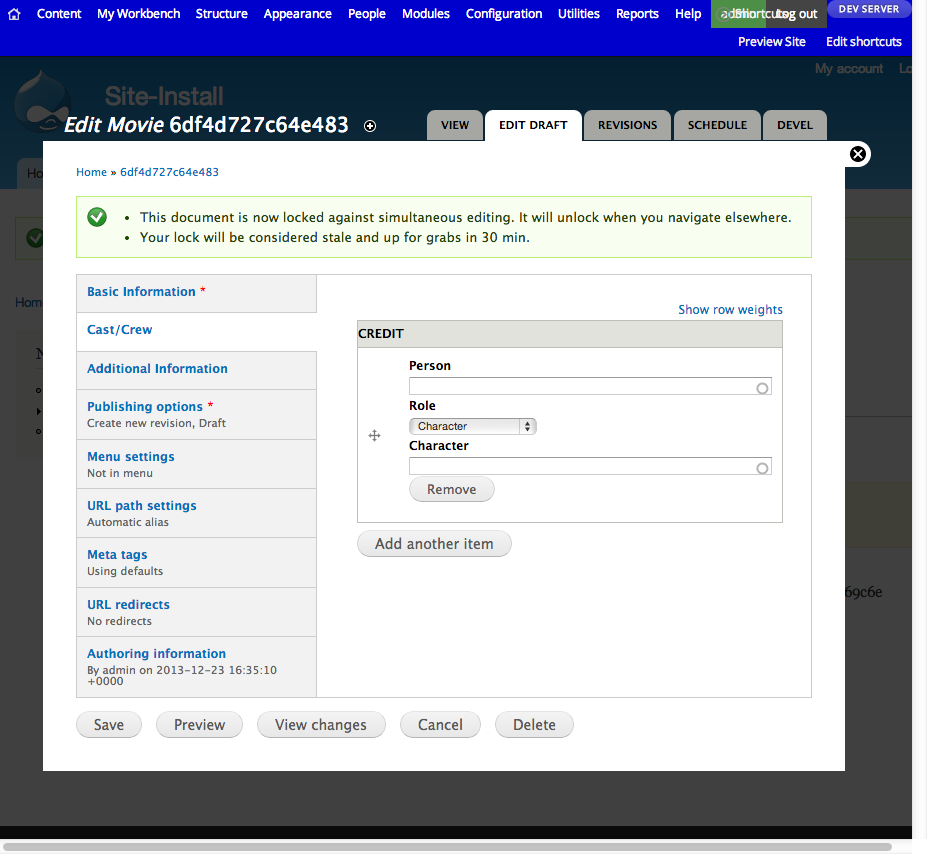 Content My Workbench Structure Appearance People Modules Configuration Utilities Reports Help admin Shortcuts Log out DEV SERVER
Preview Site Edit shortcuts
My account Lo
Site-Install
Edit Movie 6df4d727c64e483
VIEW EDIT DRAFT REVISIONS SCHEDULE DEVEL
Ho
Home » 6df4d727c64e483
This document is now locked against simultaneous editing. It will unlock when you navigate elsewhere.
Your lock will be considered stale and up for grabs in 30 min.
Hom
N
Basic Information *
Cast/Crew
Additional Information
Publishing options *
Create new revision, Draft
Menu settings
Not in menu
URL path settings
Automatic alias
Meta tags
Using defaults
URL redirects
No redirects
Authoring information
By admin on 2013-12-23 16:35:10
+0000
Show row weights
CREDIT
Person
Role
Character
Character
Remove
Add another item
69c6e
Save Preview View changes Cancel Delete